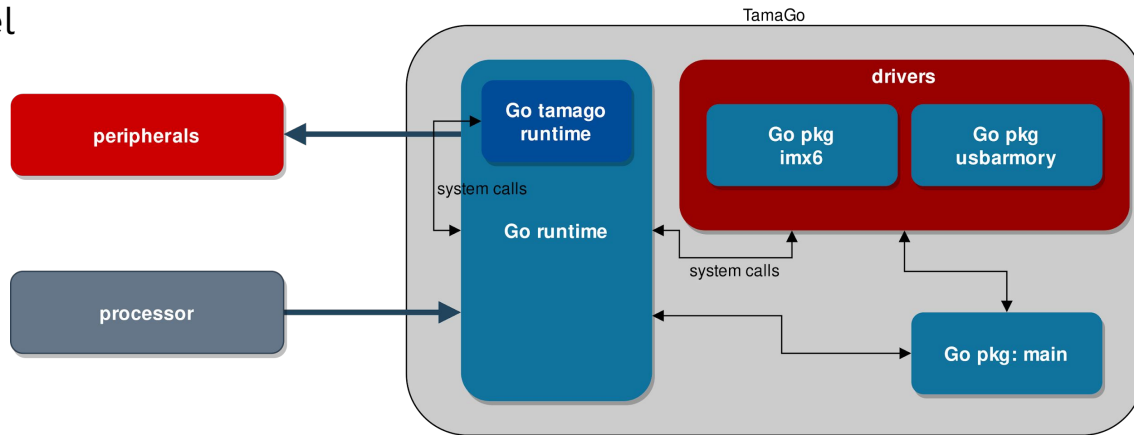 el
TamaGo
peripherals
Go tamago
runtime
drivers
Go pkg
imx6
Go pkg
usbarmory
system calls
Go runtime
system calls
processor
Go pkg: main